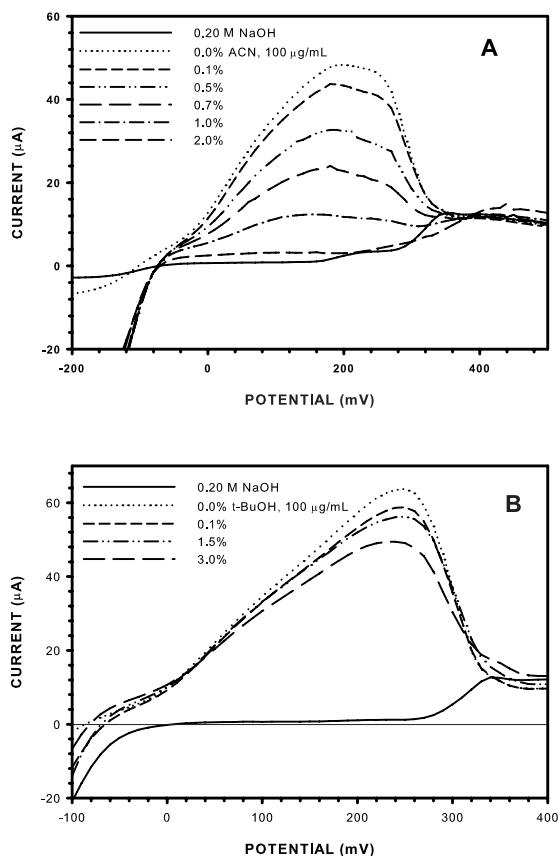 A
0.20 M NaOH
0.0% ACN, 100 µg/mL
0.1%
0.5%
0.7%
1.0%
2.0%
60
40
20
0
-20
CURRENT (µA)
-200 0 200 400
POTENTIAL (mV)
B
0.20 M NaOH
0.0% t-BuOH, 100 µg/mL
0.1%
1.5%
3.0%
60
40
20
0
-20
CURRENT (µA)
-100 0 100 200 300 400
POTENTIAL (mV)